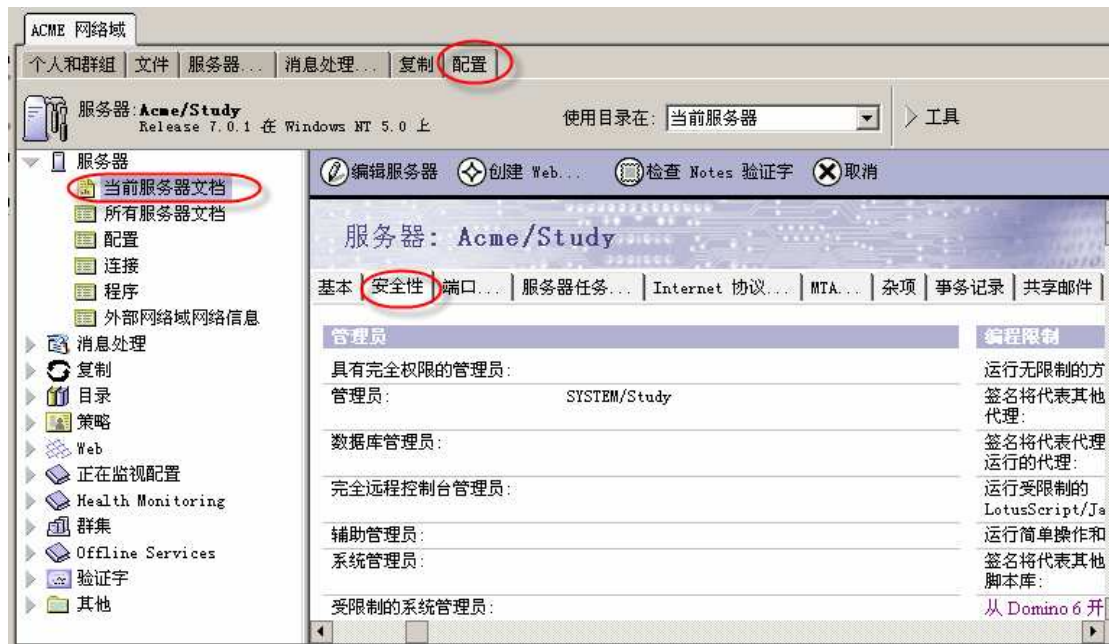 ACME 网络域
个人和群组 文件 服务器... 消息处理... 复制 配置
服务器:Acme/Study
Release 7.0.1 在 Windows NT 5.0 上
使用目录在: 当前服务器
工具
服务器
当前服务器文档
所有服务器文档
配置
连接
程序
外部网络域网络信息
消息处理
复制
目录
策略
Web
正在监视配置
Health Monitoring
群集
Offline Services
验证字
其他
编辑服务器 创建 Web... 检查 Notes 验证字 取消
服务器: Acme/Study
基本 安全性 端口... 服务器任务... Internet 协议... MTA... 杂项 事务记录 共享邮件
管理员
具有完全权限的管理员:
管理员: SYSTEM/Study
数据库管理员:
完全远程控制台管理员:
辅助管理员:
系统管理员:
受限制的系统管理员:
编程限制
运行无限制的方
签名将代表其他
代理:
签名将代表代理
运行的代理:
运行受限制的
LotusScript/Ja
运行简单操作和
签名将代表其他
脚本库:
从 Domino 6 开